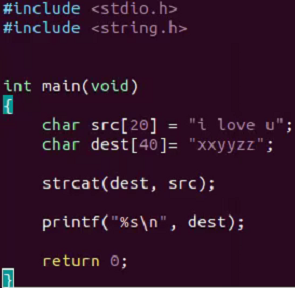 #include <stdio.h>
#include <string.h>
int main(void)
{
char src[20] = "i love u";
char dest[40]= "xxyyzz";
strcat(dest, src);
printf("%s\n", dest);
return 0;
}